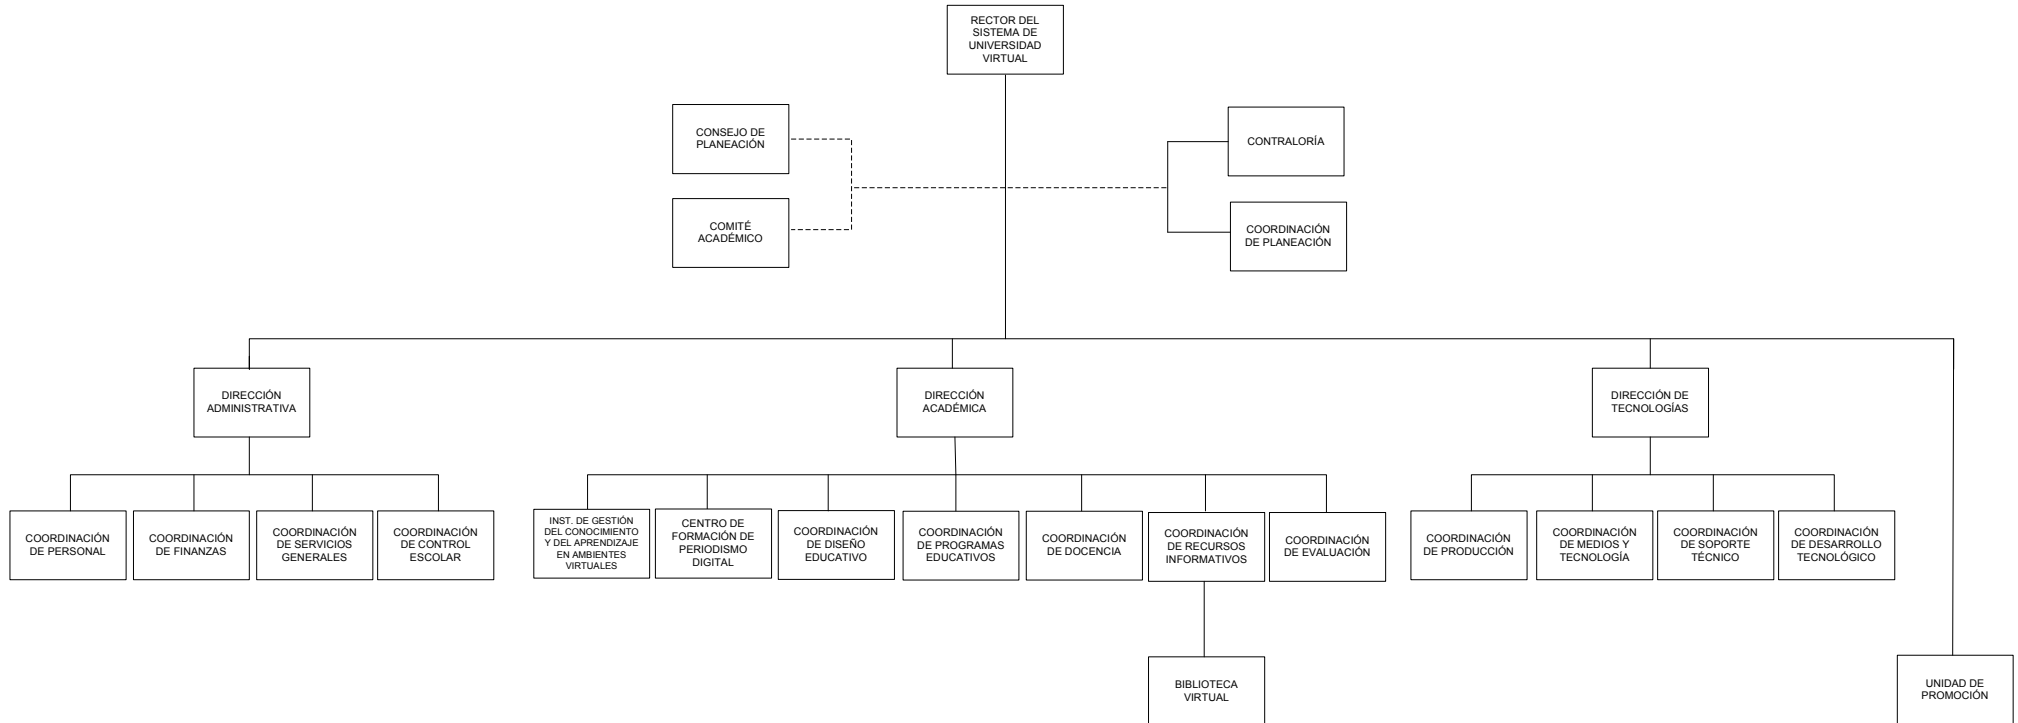 RECTOR DEL
SISTEMA DE
UNIVERSIDAD
VIRTUAL
CONSEJO DE
PLANEACIÓN
CONTRALORÍA
COMITÉ
ACADÉMICO
COORDINACIÓN
DE PLANEACIÓN
DIRECCIÓN
ADMINISTRATIVA
DIRECCIÓN
ACADÉMICA
DIRECCIÓN DE
TECNOLOGÍAS
COORDINACIÓN
DE PERSONAL
COORDINACIÓN
DE FINANZAS
COORDINACIÓN
DE SERVICIOS
GENERALES
COORDINACIÓN
DE CONTROL
ESCOLAR
INST. DE GESTIÓN
DEL CONOCIMIENTO
Y DEL APRENDIZAJE
EN AMBIENTES
VIRTUALES
CENTRO DE
FORMACIÓN DE
PERIODISMO
DIGITAL
COORDINACIÓN
DE DISEÑO
EDUCATIVO
COORDINACIÓN
DE PROGRAMAS
EDUCATIVOS
COORDINACIÓN
DE DOCENCIA
COORDINACIÓN
DE RECURSOS
INFORMATIVOS
COORDINACIÓN
DE EVALUACIÓN
COORDINACIÓN
DE PRODUCCIÓN
COORDINACIÓN
DE MEDIOS Y
TECNOLOGÍA
COORDINACIÓN
DE SOPORTE
TÉCNICO
COORDINACIÓN
DE DESARROLLO
TECNOLÓGICO
BIBLIOTECA
VIRTUAL
UNIDAD DE
PROMOCIÓN